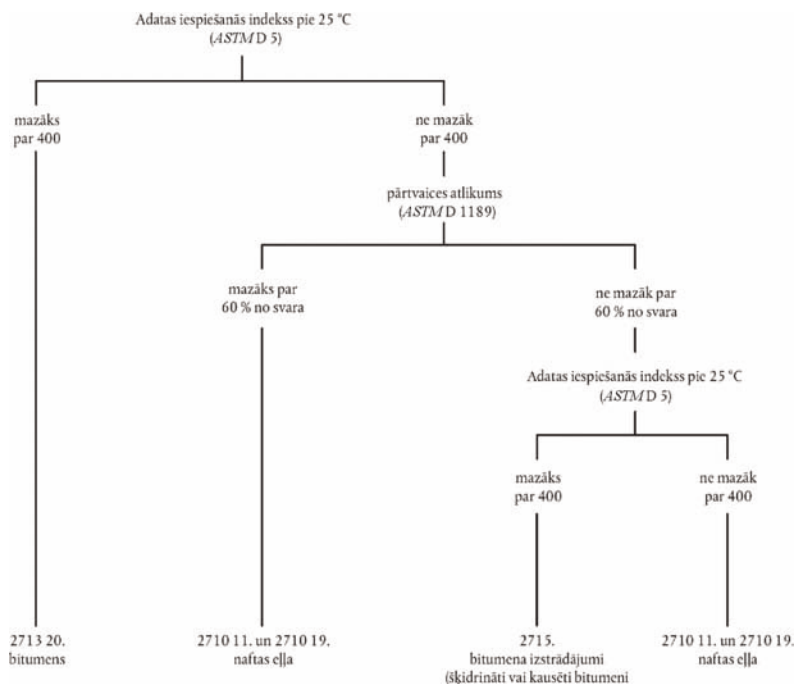 Adatas iespiešanās indekss pie 25 °C
(ASTM D 5)
mazāks
par 400
ne mazāk
par 400
pārtvaices atlikums
(ASTM D 1189)
mazāks par
60 % no svara
ne mazāk par
60 % no svara
Adatas iespiešanās indekss pie 25 °C
(ASTM D 5)
mazāks
par 400
ne mazāk
par 400
2713 20.
bitumens
2710 11. un 2710 19.
naftas eļļa
2715.
bitumena izstrādājumi
(šķidrināti vai kausēti bitumeni
2710 11. un 2710 19.
naftas eļļa